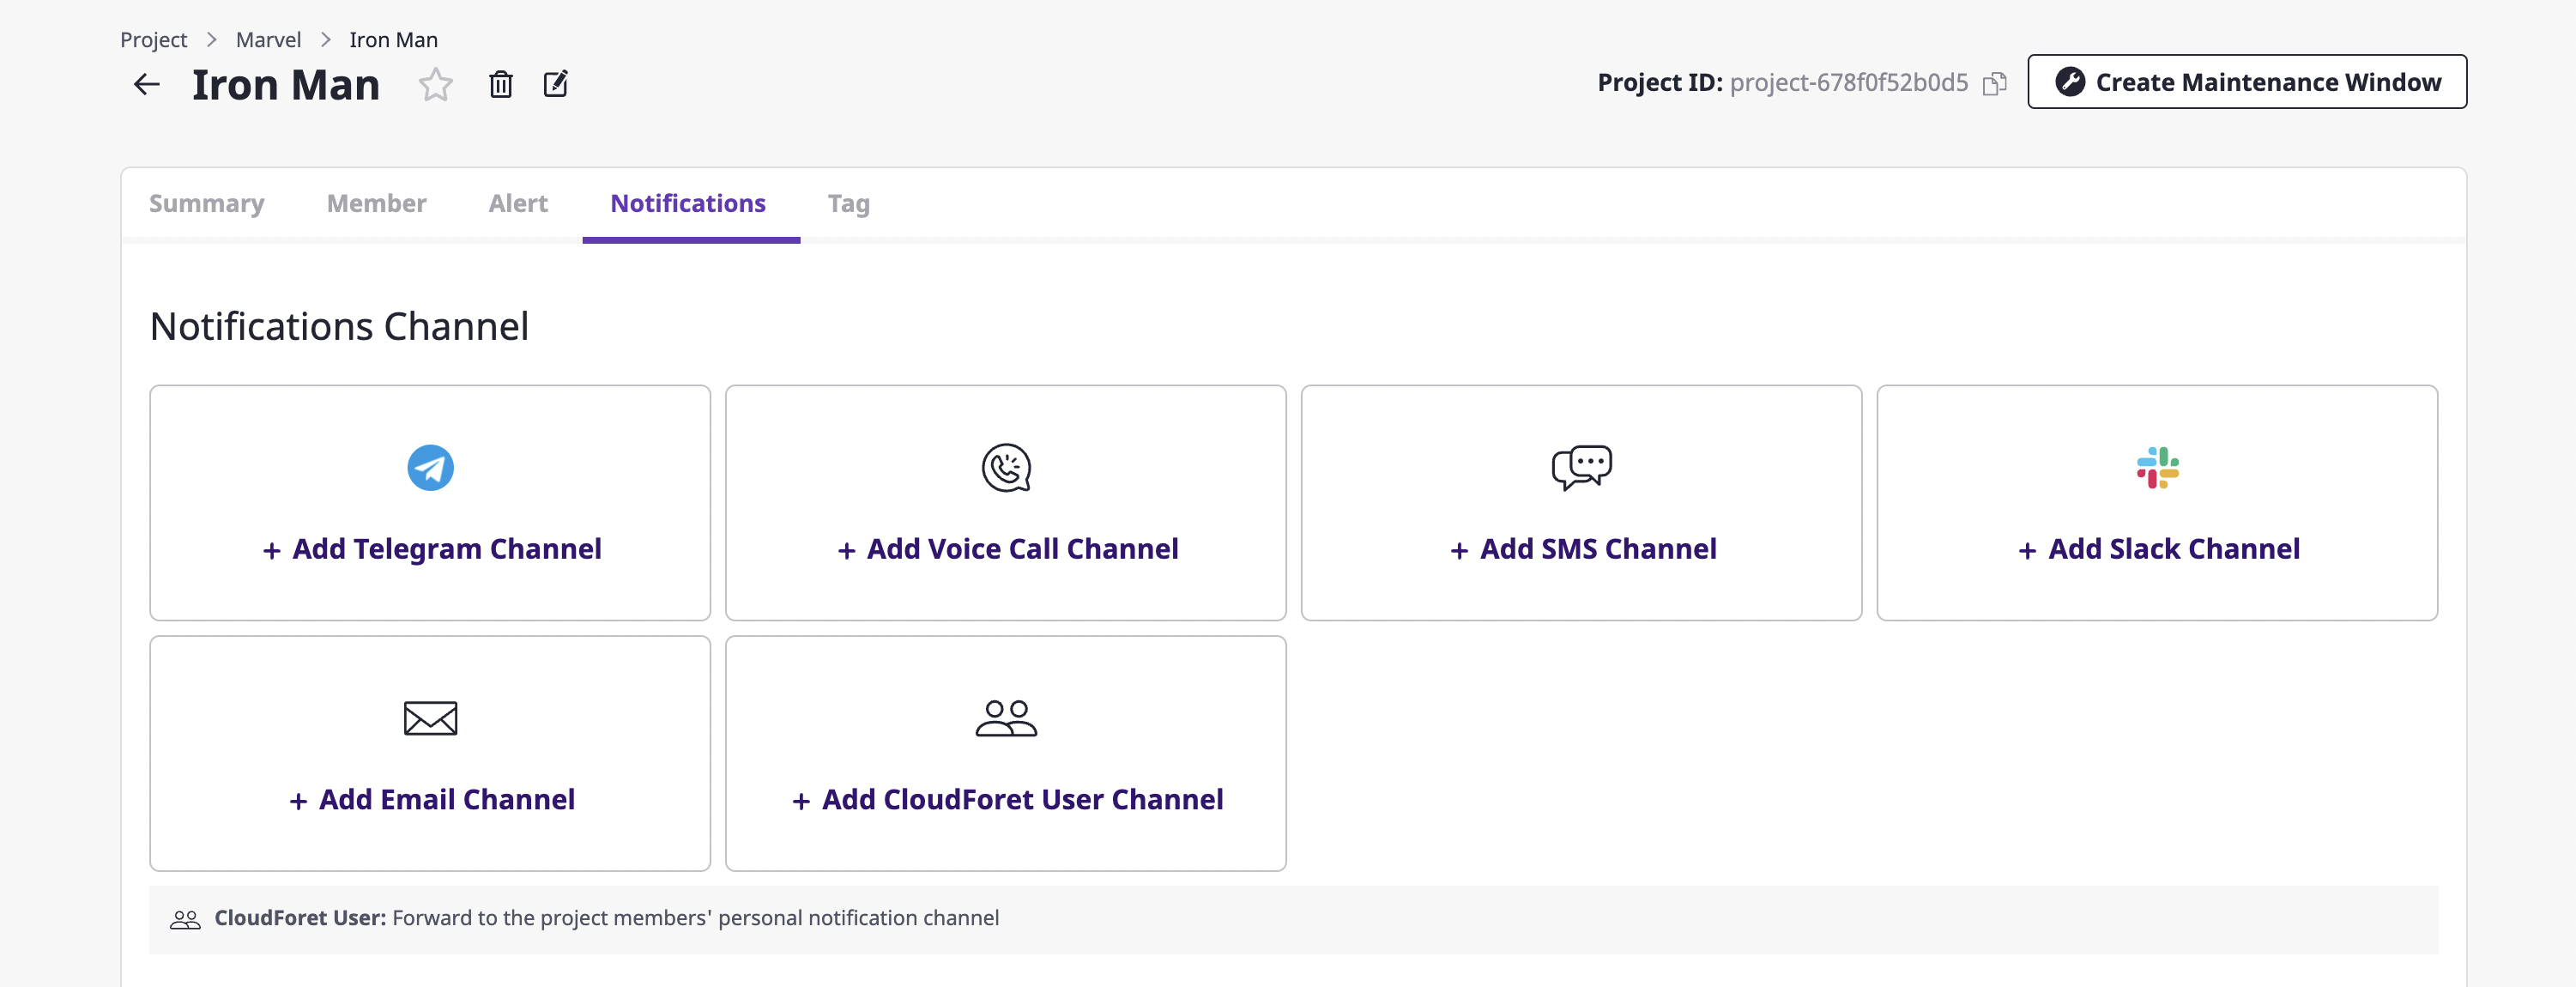 Project > Marvel > Iron Man
Iron Man
Project ID: project-678f0f52b0d5
Create Maintenance Window
Summary Member Alert Notifications Tag
Notifications Channel
+ Add Telegram Channel
+ Add Voice Call Channel
+ Add SMS Channel
+ Add Slack Channel
+ Add Email Channel
+ Add CloudForet User Channel
CloudForet User: Forward to the project members' personal notification channel